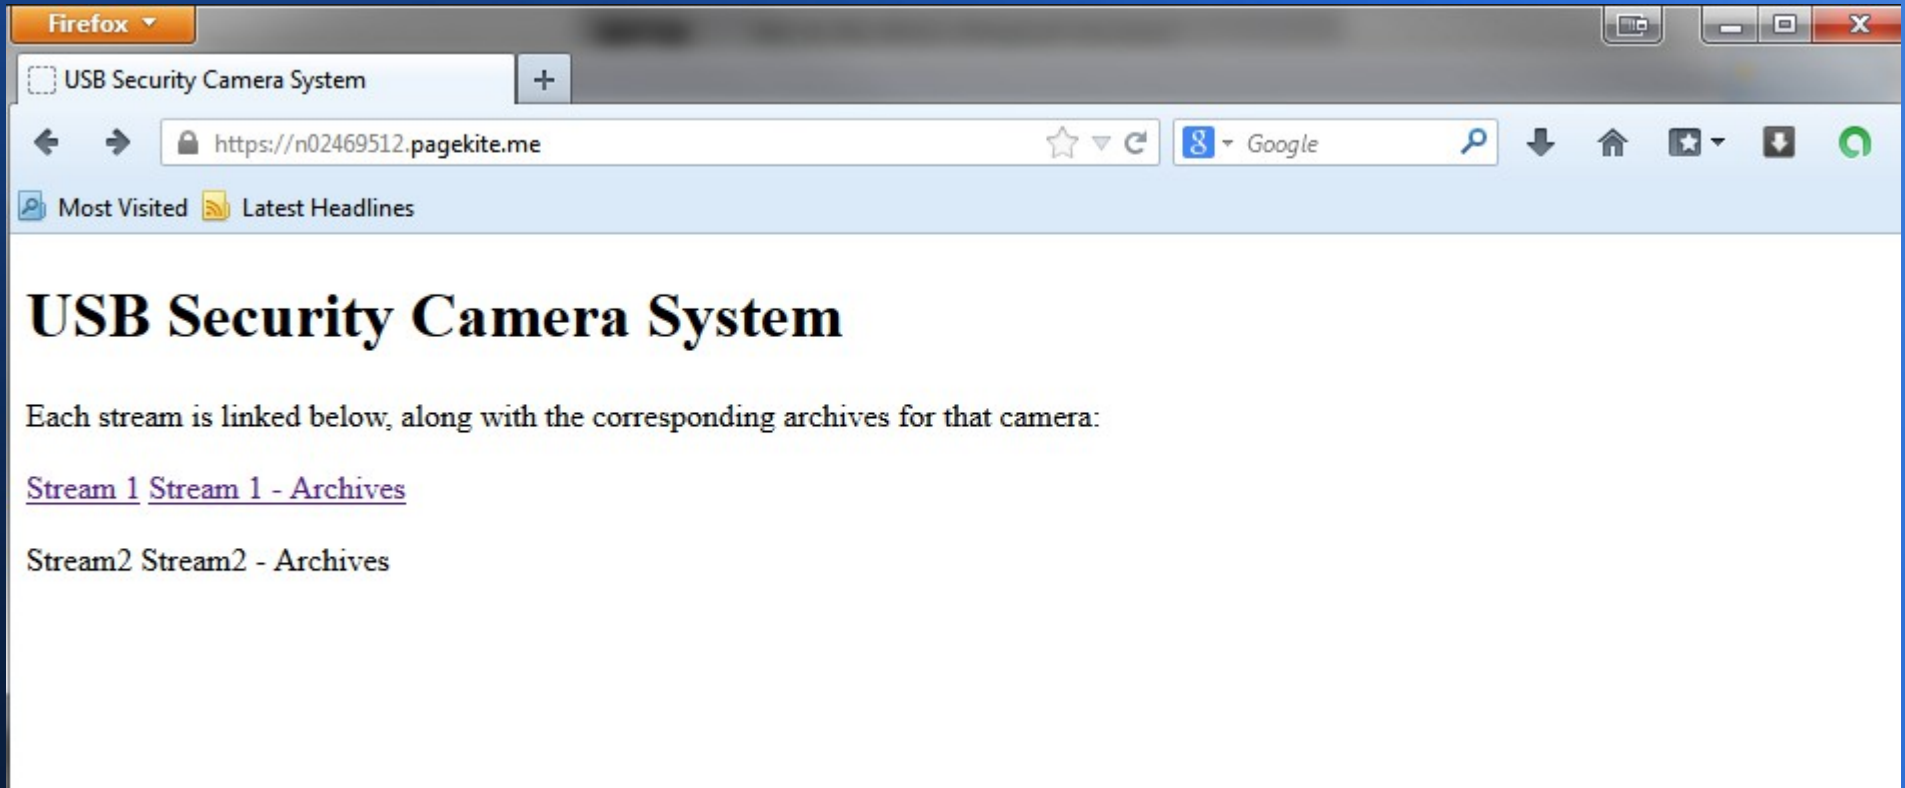 Firefox
USB Security Camera System
https://n02469512.pagekite.me
8 Google
Most Visited Latest Headlines
USB Security Camera System
Each stream is linked below, along with the corresponding archives for that camera:
Stream 1 Stream 1 - Archives
Stream2 Stream2 - Archives